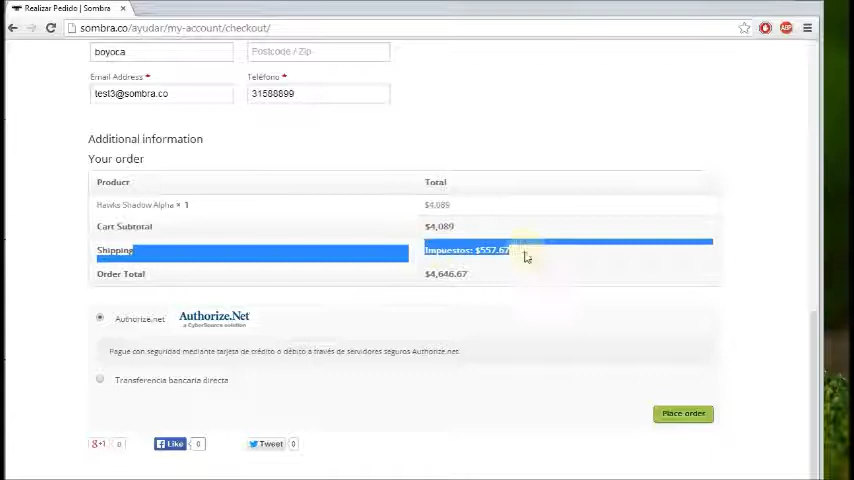 Realizar Pedido | Sombra
sombra.co/ayudar/my-account/checkout/
ABP
boyoca
Postcode / Zip
Email Address *
Teléfono *
test3@sombra.co
31588899
Additional information
Your order
Product
Total
Hawks Shadow Alpha × 1
$4,089
Cart Subtotal
$4,089
Shipping
Impuestos: $557.67
Order Total
$4,646.67
Authorize.net
Authorize.Net
a CyberSource solution
Pague con seguridad mediante tarjeta de crédito o débito a través de servidores seguros Authorize.net.
Transferencia bancaria directa
Place order
g+1
0
Like
0
Tweet
0